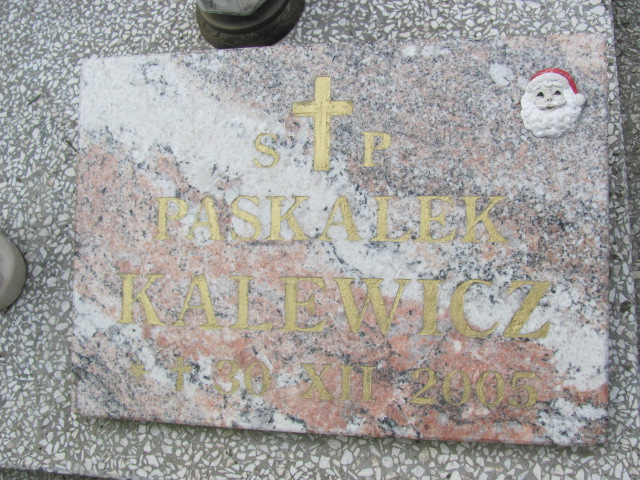 S P
PASKALEK
KALEWICZ
* † 30 XII 2005